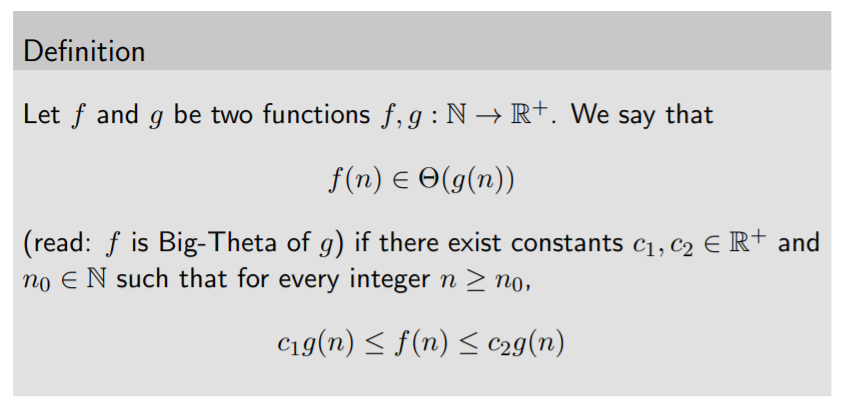 Definition
Let f and g be two functions f, g : ℕ → ℝ⁺. We say that
f(n) ∈ Θ(g(n))
(read: f is Big-Theta of g) if there exist constants c₁, c₂ ∈ ℝ⁺ and
n₀ ∈ ℕ such that for every integer n ≥ n₀,
c₁g(n) ≤ f(n) ≤ c₂g(n)